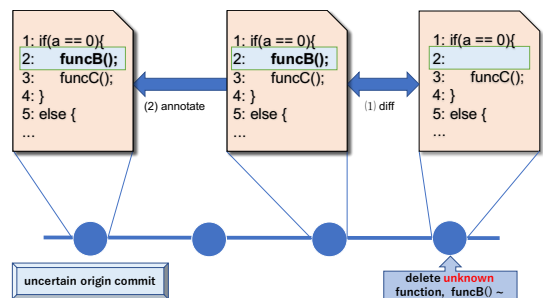 1: if(a == 0){
2: funcB();
3: funcC();
4: }
5: else {
...
(2) annotate
1: if(a == 0){
2: funcB();
3: funcC();
4: }
5: else {
...
(1) diff
1: if(a == 0){
2:
3: funcC();
4: }
5: else {
...
uncertain origin commit
delete unknown
function, funcB() ~